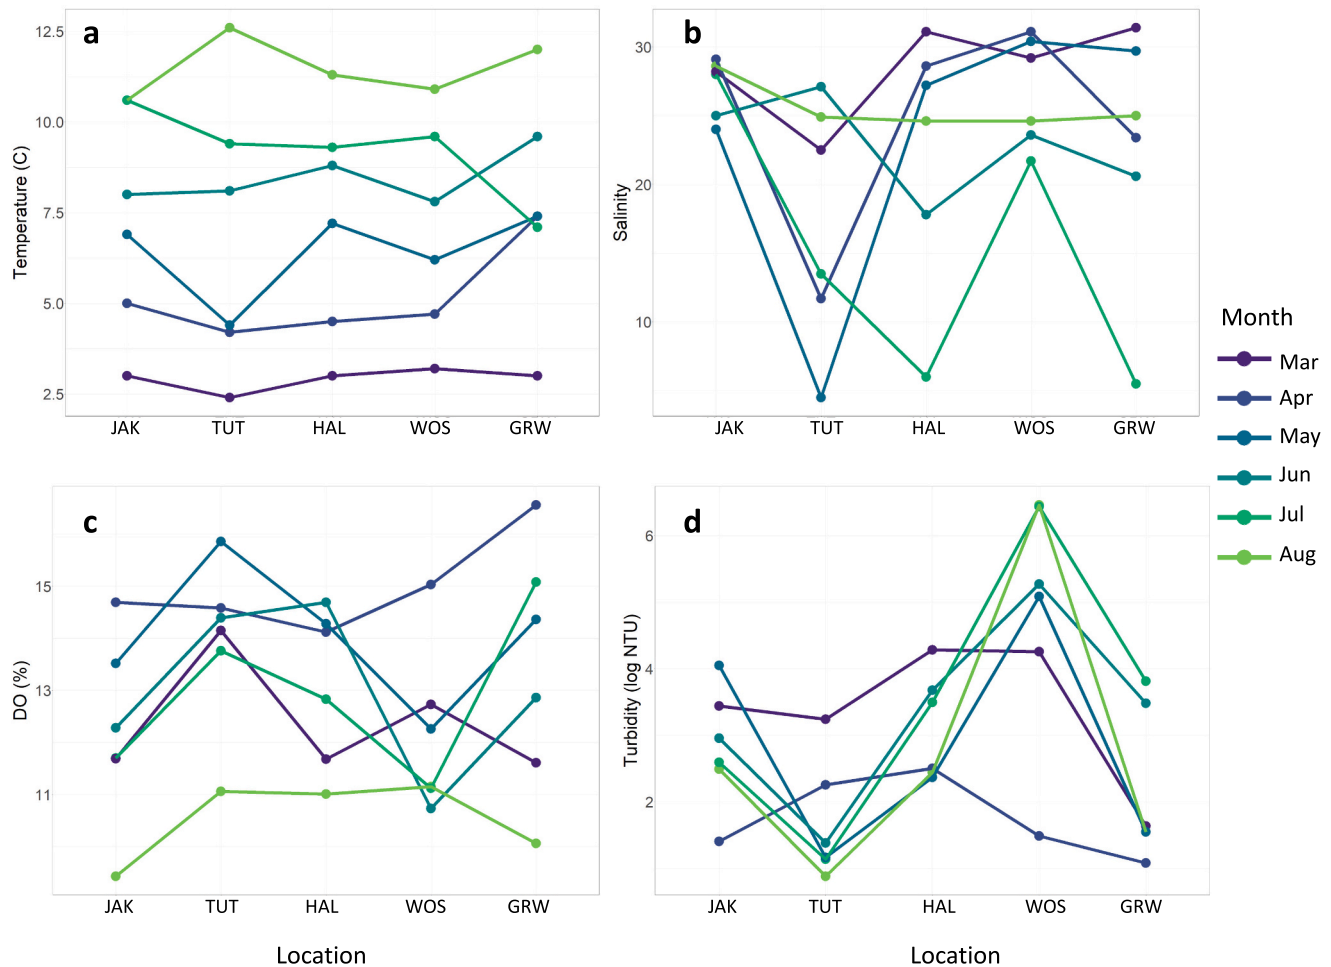 a
12.5
10.0
7.5
5.0
2.5
Temperature (C)
JAK TUT HAL WOS GRW
b
30
20
10
Salinity
JAK TUT HAL WOS GRW
Month
Mar
Apr
May
Jun
Jul
Aug
c
15
13
11
DO (%)
JAK TUT HAL WOS GRW
Location
d
6
4
2
Turbidity (log NTU)
JAK TUT HAL WOS GRW
Location